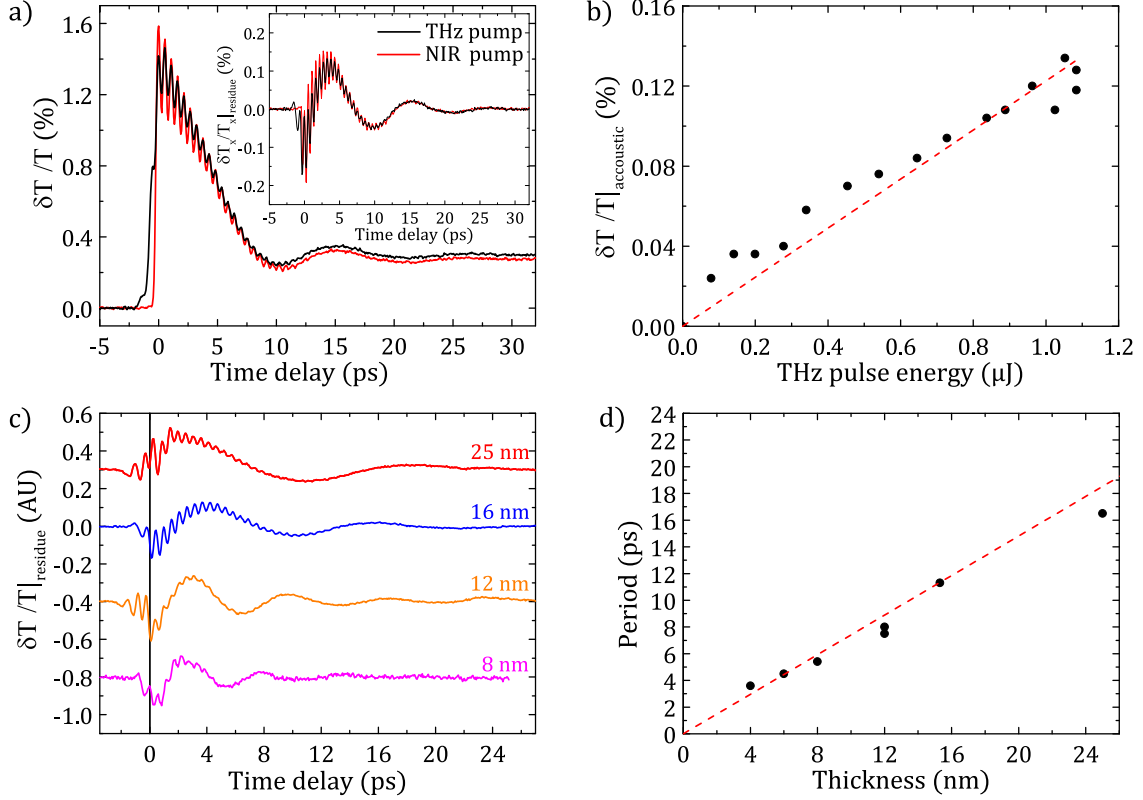 a)
δT /T (%)
1.6
1.2
0.8
0.4
0.0
-5 0 5 10 15 20 25 30
Time delay (ps)
δTₓ/Tₓ|residue (%)
0.2
0.1
0.0
-0.1
-0.2
THz pump
NIR pump
-5 0 5 10 15 20 25 30
Time delay (ps)
b)
δT /T|accoustic (%)
0.16
0.12
0.08
0.04
0.00
0.0 0.2 0.4 0.6 0.8 1.0 1.2
THz pulse energy (μJ)
c)
δT /T|residue (AU)
0.6
0.4
0.2
0.0
-0.2
-0.4
-0.6
-0.8
-1.0
25 nm
16 nm
12 nm
8 nm
0 4 8 12 16 20 24
Time delay (ps)
d)
Period (ps)
24
22
20
18
16
14
12
10
8
6
4
2
0
0 4 8 12 16 20 24
Thickness (nm)